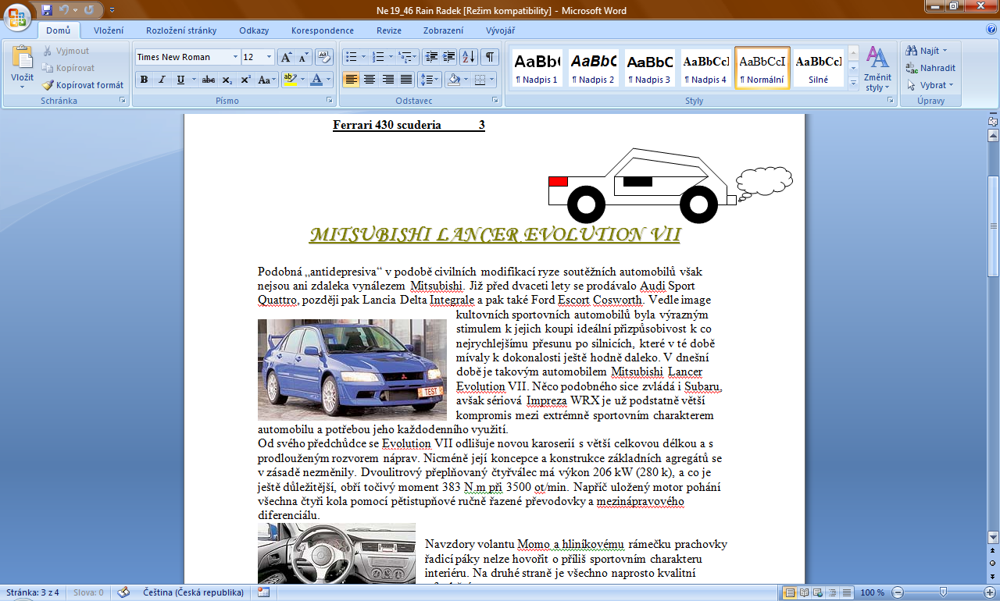 Ne 19_46 Rain Radek [Režim kompatibility] - Microsoft Word
Domů Vložení Rozložení stránky Odkazy Korespondence Revize Zobrazení Vývojář
Vložit
Vyjmout
Kopírovat
Kopírovat formát
Schránka
Times New Roman 12
B I U abc x₂ x² Aa
Písmo
Odstavec
AaBb( AaBbC AaBbC AaBbCcI AaBbCcI AaBbCcI
¶ Nadpis 1 ¶ Nadpis 2 ¶ Nadpis 3 ¶ Nadpis 4 ¶ Normální Silné
Změnit
styly
Styly
Najít
Nahradit
Vybrat
Úpravy
Ferrari 430 scuderia 3
MITSUBISHI LANCER EVOLUTION VII
Podobná „antidepresiva“ v podobě civilních modifikací ryze soutěžních automobilů však
nejsou ani zdaleka vynálezem Mitsubishi. Již před dvaceti lety se prodávalo Audi Sport
Quattro, později pak Lancia Delta Integrale a pak také Ford Escort Cosworth. Vedle image
kultovních sportovních automobilů byla výrazným
stimulem k jejich koupi ideální přizpůsobivost k co
nejrychlejšímu přesunu po silnicích, které v té době
mívaly k dokonalosti ještě hodně daleko. V dnešní
době je takovým automobilem Mitsubishi Lancer
Evolution VII. Něco podobného sice zvládá i Subaru,
avšak sériová Impreza WRX je už podstatně větší
kompromis mezi extrémně sportovním charakterem
TEST
automobilu a potřebou jeho každodenního využití.
Od svého předchůdce se Evolution VII odlišuje novou karoserií s větší celkovou délkou a s
prodlouženým rozvorem náprav. Nicméně její koncepce a konstrukce základních agregátů se
v zásadě nezměnily. Dvoulitrový přeplňovaný čtyřválec má výkon 206 kW (280 k), a co je
ještě důležitější, obří točivý moment 383 N.m při 3500 ot/min. Napříč uložený motor pohání
všechna čtyři kola pomocí pětistupňové ručně řazené převodovky a mezinápravového
diferenciálu.
Navzdory volantu Momo a hliníkovému rámečku prachovky
řadicí páky nelze hovořit o příliš sportovním charakteru
interiéru. Na druhé straně je všechno naprosto kvalitní
Stránka: 3 z 4 Slova: 0 Čeština (Česká republika) 100 %